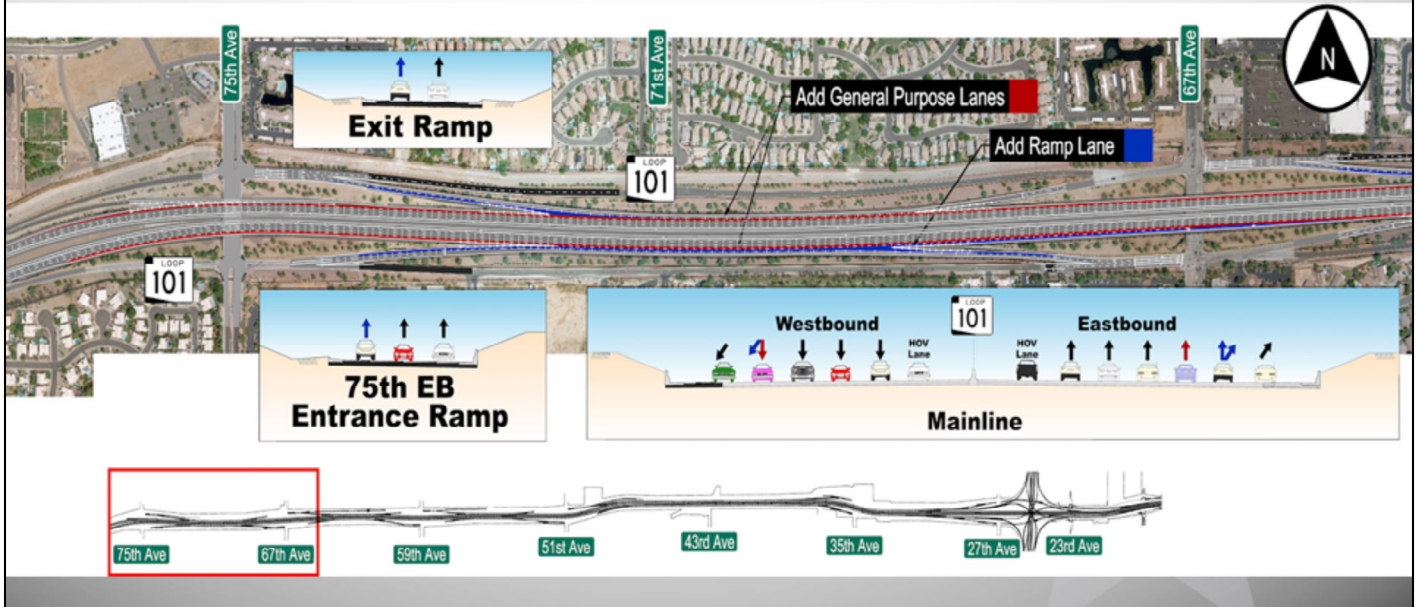 75th Ave
71st Ave
67th Ave
N
Exit Ramp
Add General Purpose Lanes
Add Ramp Lane
LOOP
101
LOOP
101
75th EB
Entrance Ramp
LOOP
101
Westbound
Eastbound
HOV
Lane
HOV
Lane
Mainline
75th Ave
67th Ave
59th Ave
51st Ave
43rd Ave
35th Ave
27th Ave
23rd Ave